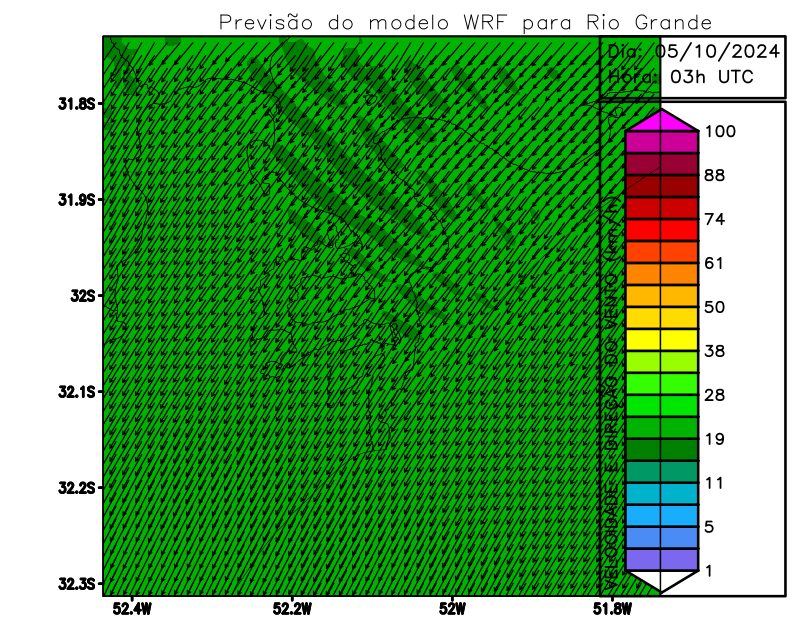 Previsão do modelo WRF para Rio Grande
Dia: 05/10/2024
Hora: 03h UTC
31.8S
31.9S
32S
32.1S
32.2S
32.3S
52.4W
52.2W
52W
51.8W
VELOCIDADE E DIREÇÃO DO VENTO (km/h)
100
88
74
61
50
38
28
19
11
5
1